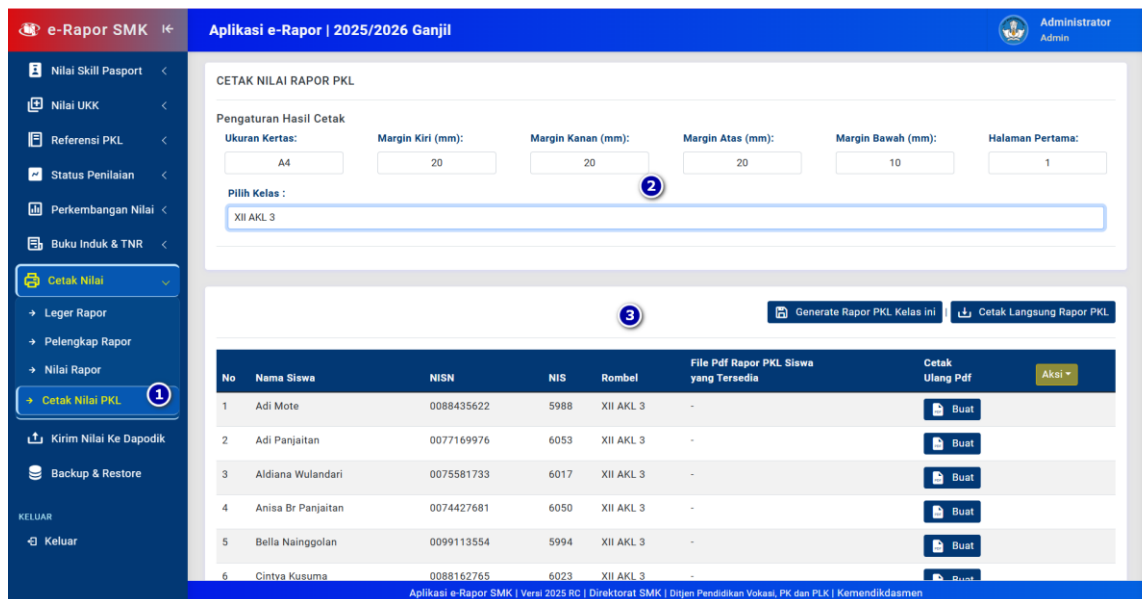 e-Rapor SMK
Aplikasi e-Rapor | 2025/2026 Ganjil
Administrator
Admin
Nilai Skill Pasport
Nilai UKK
Referensi PKL
Status Penilaian
Perkembangan Nilai
Buku Induk & TNR
Cetak Nilai
→ Leger Rapor
→ Pelengkap Rapor
→ Nilai Rapor
→ Cetak Nilai PKL 1
Kirim Nilai Ke Dapodik
Backup & Restore
KELUAR
Keluar
CETAK NILAI RAPOR PKL
Pengaturan Hasil Cetak
Ukuran Kertas: Margin Kiri (mm): Margin Kanan (mm): Margin Atas (mm): Margin Bawah (mm): Halaman Pertama:
A4 20 20 20 10 1
2
Pilih Kelas :
XII AKL 3
3
Generate Rapor PKL Kelas ini | Cetak Langsung Rapor PKL
No Nama Siswa NISN NIS Rombel File Pdf Rapor PKL Siswa yang Tersedia Cetak Ulang Pdf Aksi
1 Adi Mote 0088435622 5988 XII AKL 3 - Buat
2 Adi Panjaitan 0077169976 6053 XII AKL 3 - Buat
3 Aldiana Wulandari 0075581733 6017 XII AKL 3 - Buat
4 Anisa Br Panjaitan 0074427681 6050 XII AKL 3 - Buat
5 Bella Nainggolan 0099113554 5994 XII AKL 3 - Buat
6 Cintya Kusuma 0088162765 6023 XII AKL 3 - Buat
Aplikasi e-Rapor SMK | Versi 2025 RC | Direktorat SMK | Ditjen Pendidikan Vokasi, PK dan PLK | Kemendikdasmen